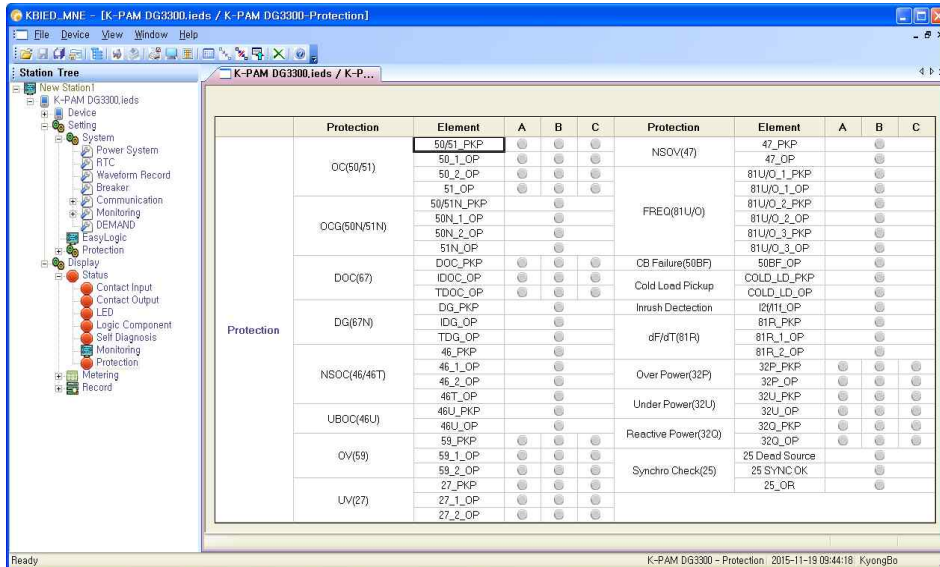 KBIED_MNE - [K-PAM DG3300.ieds / K-PAM DG3300-Protection]
File Device View Window Help
Station Tree
New Station1
K-PAM DG3300.ieds
Device
Setting
System
Power System
RTC
Waveform Record
Breaker
Communication
Monitoring
DEMAND
EasyLogic
Protection
Display
Status
Contact Input
Contact Output
LED
Logic Component
Self Diagnosis
Monitoring
Protection
Metering
Record
K-PAM DG3300.ieds / K-P...
Protection Element A B C Protection Element A B C
Protection
OC(50/51)
50/51_PKP
50_1_OP
50_2_OP
51_OP
OCG(50N/51N)
50/51N_PKP
50N_1_OP
50N_2_OP
51N_OP
DOC(67)
DOC_PKP
IDOC_OP
TDOC_OP
DG(67N)
DG_PKP
IDG_OP
TDG_OP
NSOC(46/46T)
46_PKP
46_1_OP
46_2_OP
46T_OP
UBOC(46U)
46U_PKP
46U_OP
OV(59)
59_PKP
59_1_OP
59_2_OP
UV(27)
27_PKP
27_1_OP
27_2_OP
NSOV(47)
47_PKP
47_OP
FREQ(81U/O)
81U/O_1_PKP
81U/O_1_OP
81U/O_2_PKP
81U/O_2_OP
81U/O_3_PKP
81U/O_3_OP
CB Failure(50BF)
50BF_OP
Cold Load Pickup
COLD_LD_PKP
COLD_LD_OP
Inrush Dectection
I2f/I1f_OP
dF/dT(81R)
81R_PKP
81R_1_OP
81R_2_OP
Over Power(32P)
32P_PKP
32P_OP
Under Power(32U)
32U_PKP
32U_OP
Reactive Power(32Q)
32Q_PKP
32Q_OP
Synchro Check(25)
25 Dead Source
25 SYNC OK
25_OR
Ready
K-PAM DG3300 - Protection 2015-11-19 09:44:18 KyongBo